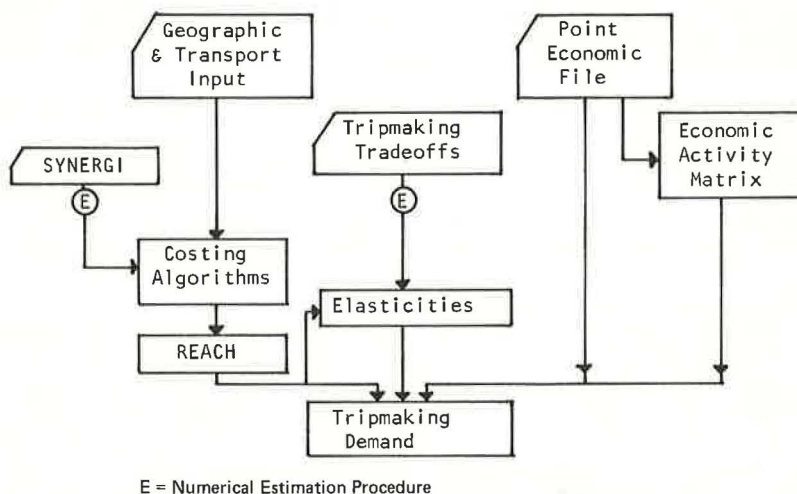 Geographic
& Transport
Input
Point
Economic
File
Tripmaking
Tradeoffs
Economic
Activity
Matrix
SYNERGI
E
E
Costing
Algorithms
Elasticities
REACH
Tripmaking
Demand
E = Numerical Estimation Procedure